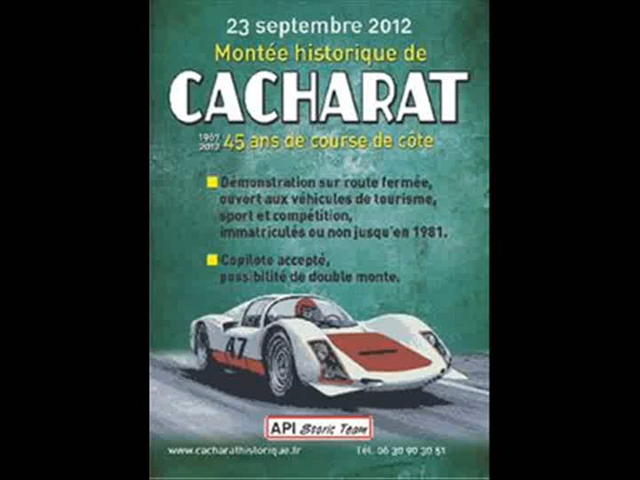 23 septembre 2012
Montée historique de
CACHARAT
1967
2012 45 ans de course de côte
Démonstration sur route fermée,
ouvert aux véhicules de tourisme,
sport et compétition,
immatriculés ou non jusqu'en 1981.
Copilote accepté,
possibilité de double monte.
47
API Storic Team
www.cacharathistorique.fr
Tél. 06 30 90 30 51